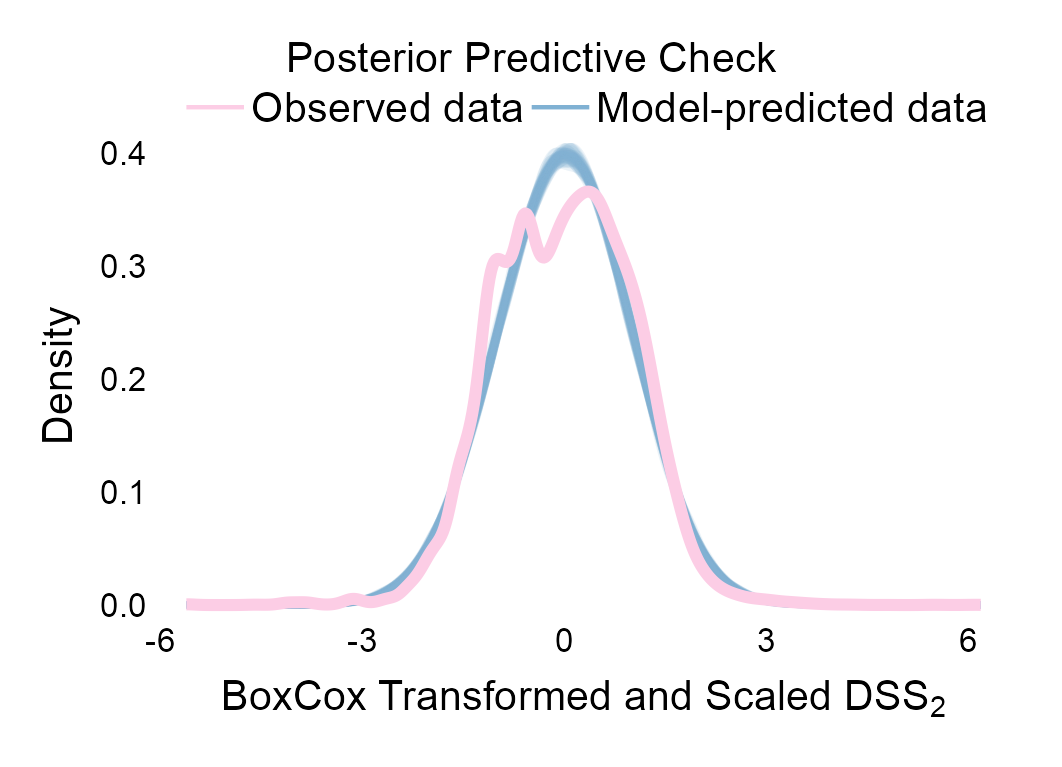 Posterior Predictive Check
Observed data Model-predicted data
0.4
0.3
0.2
0.1
0.0
Density
-6 -3 0 3 6
BoxCox Transformed and Scaled DSS₂